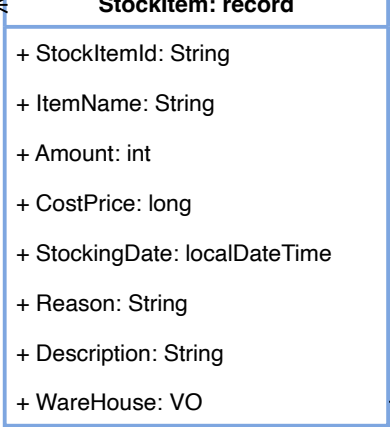 StockItem: record
+ StockItemId: String
+ ItemName: String
+ Amount: int
+ CostPrice: long
+ StockingDate: localDateTime
+ Reason: String
+ Description: String
+ WareHouse: VO